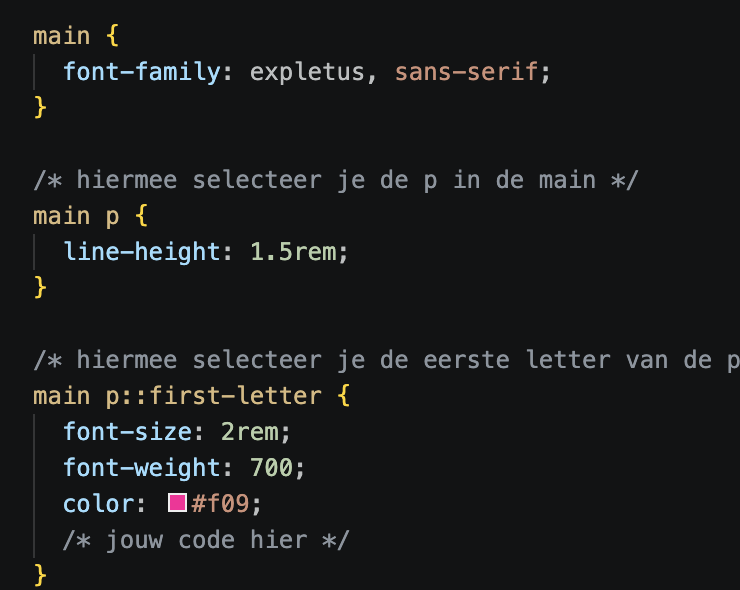 main {
font-family: expletus, sans-serif;
}
/* hiermee selecteer je de p in de main */
main p {
line-height: 1.5rem;
}
/* hiermee selecteer je de eerste letter van de p
main p::first-letter {
font-size: 2rem;
font-weight: 700;
color: #f09;
/* jouw code hier */
}